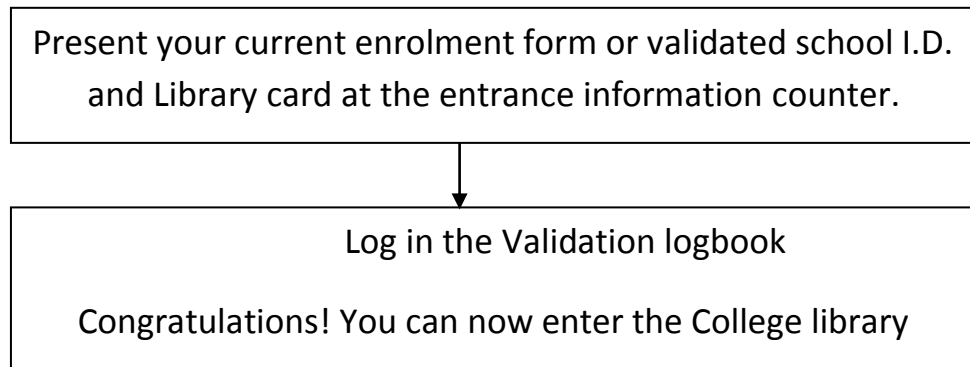 Present your current enrolment form or validated school I.D.
and Library card at the entrance information counter.
Log in the Validation logbook
Congratulations! You can now enter the College library